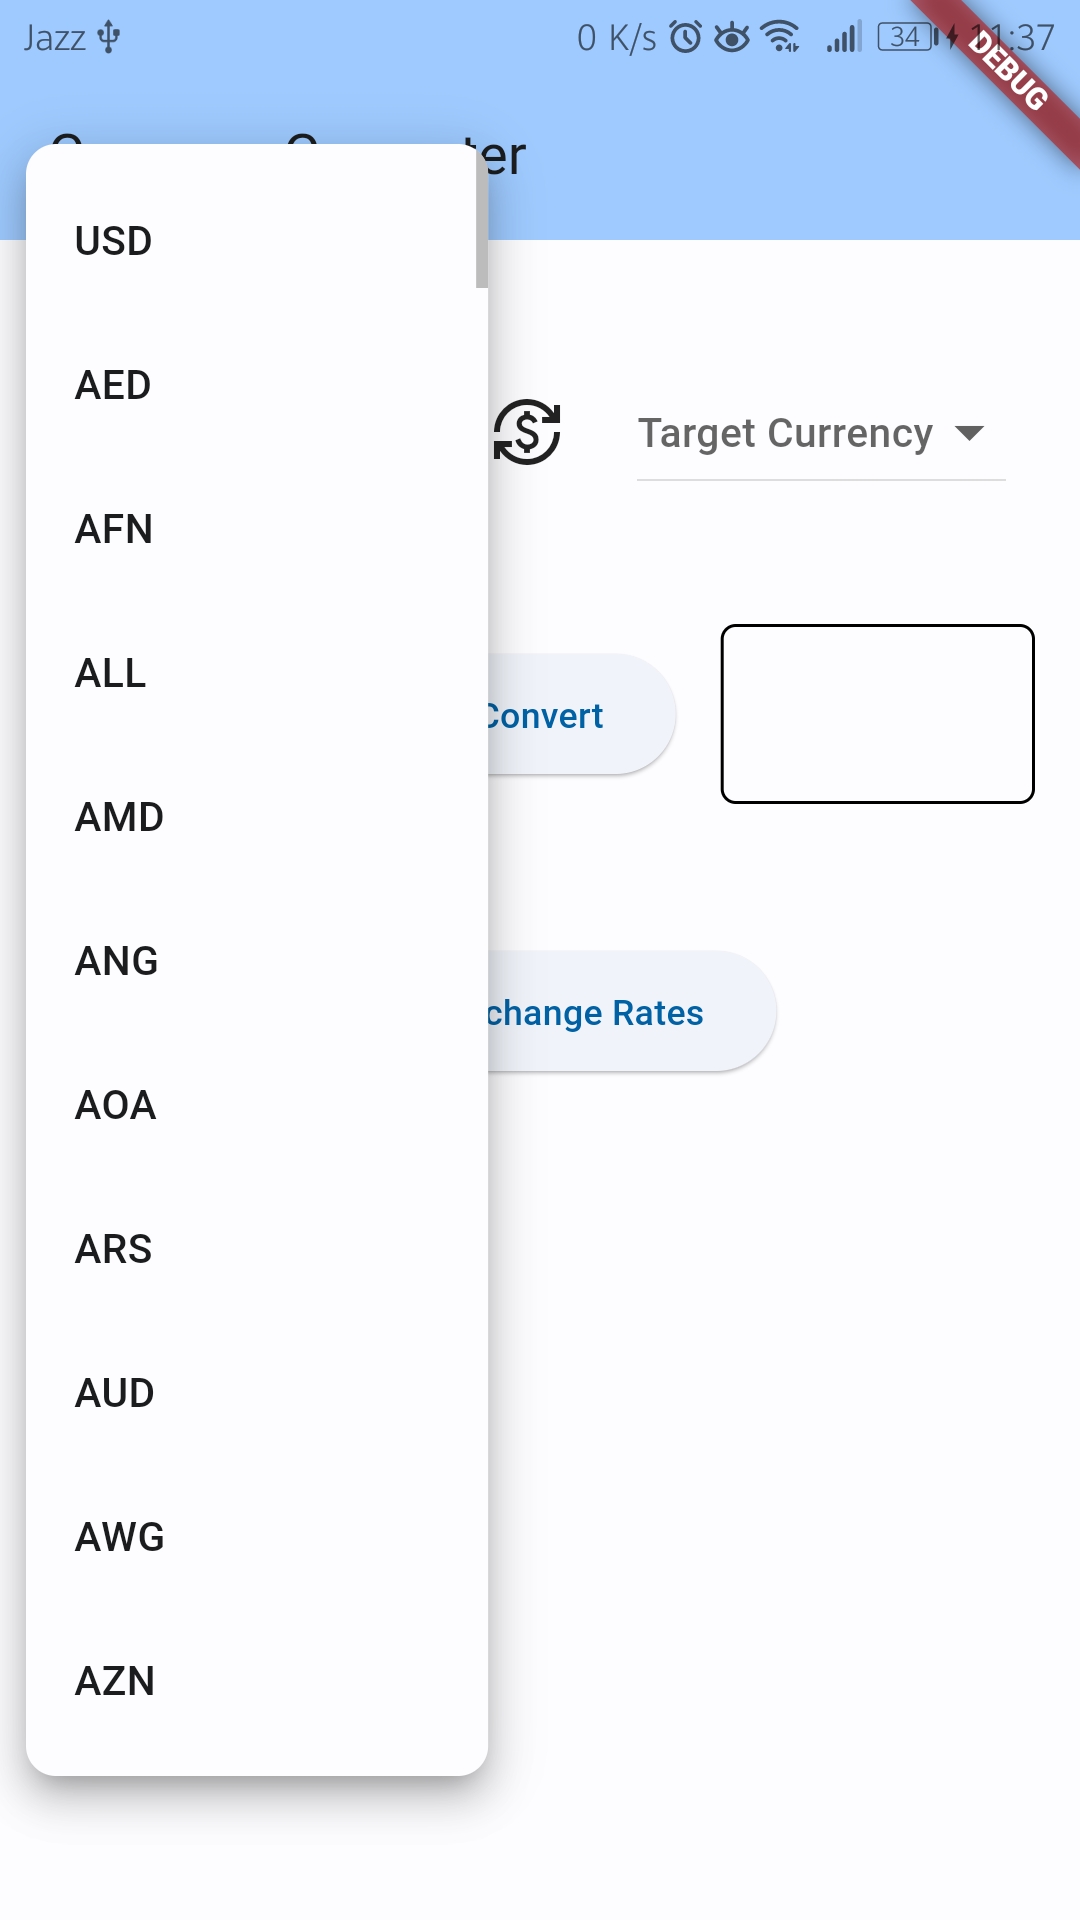 Jazz 0 K/s 34 11:37
DEBUG
USD
AED
AFN
ALL
AMD
ANG
AOA
ARS
AUD
AWG
AZN
$
Target Currency
Convert
change Rates